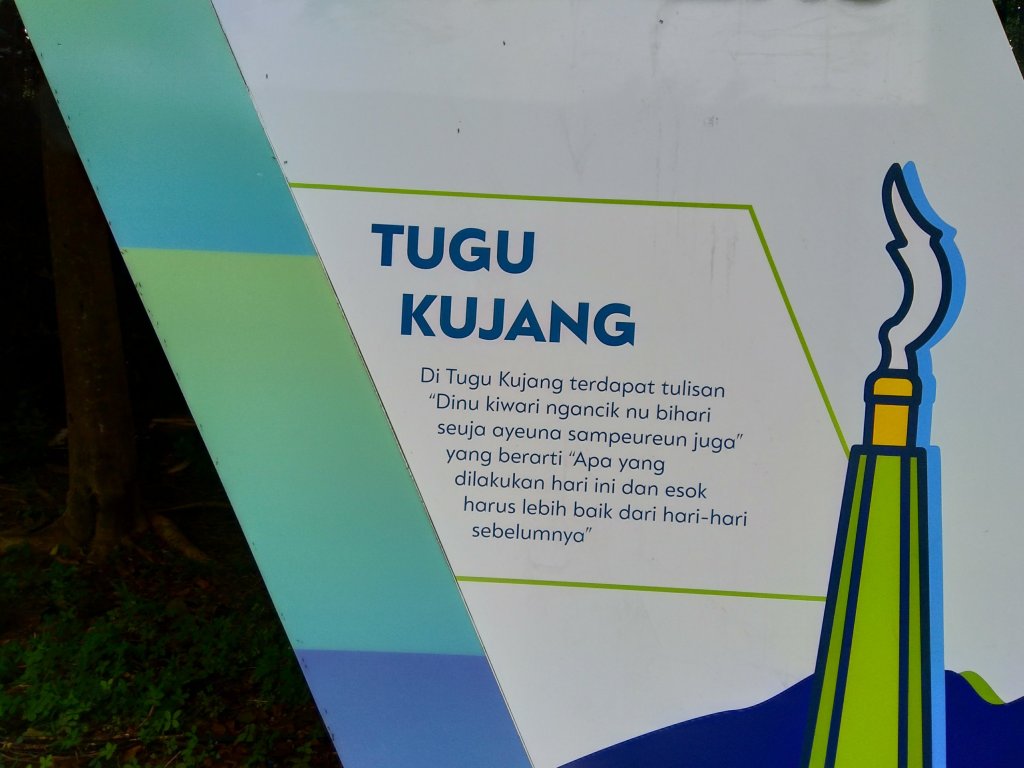 TUGU
KUJANG
Di Tugu Kujang terdapat tulisan
“Dinu kiwari ngancik nu bihari
seuja ayeuna sampeureun juga”
yang berarti “Apa yang
dilakukan hari ini dan esok
harus lebih baik dari hari-hari
sebelumnya”